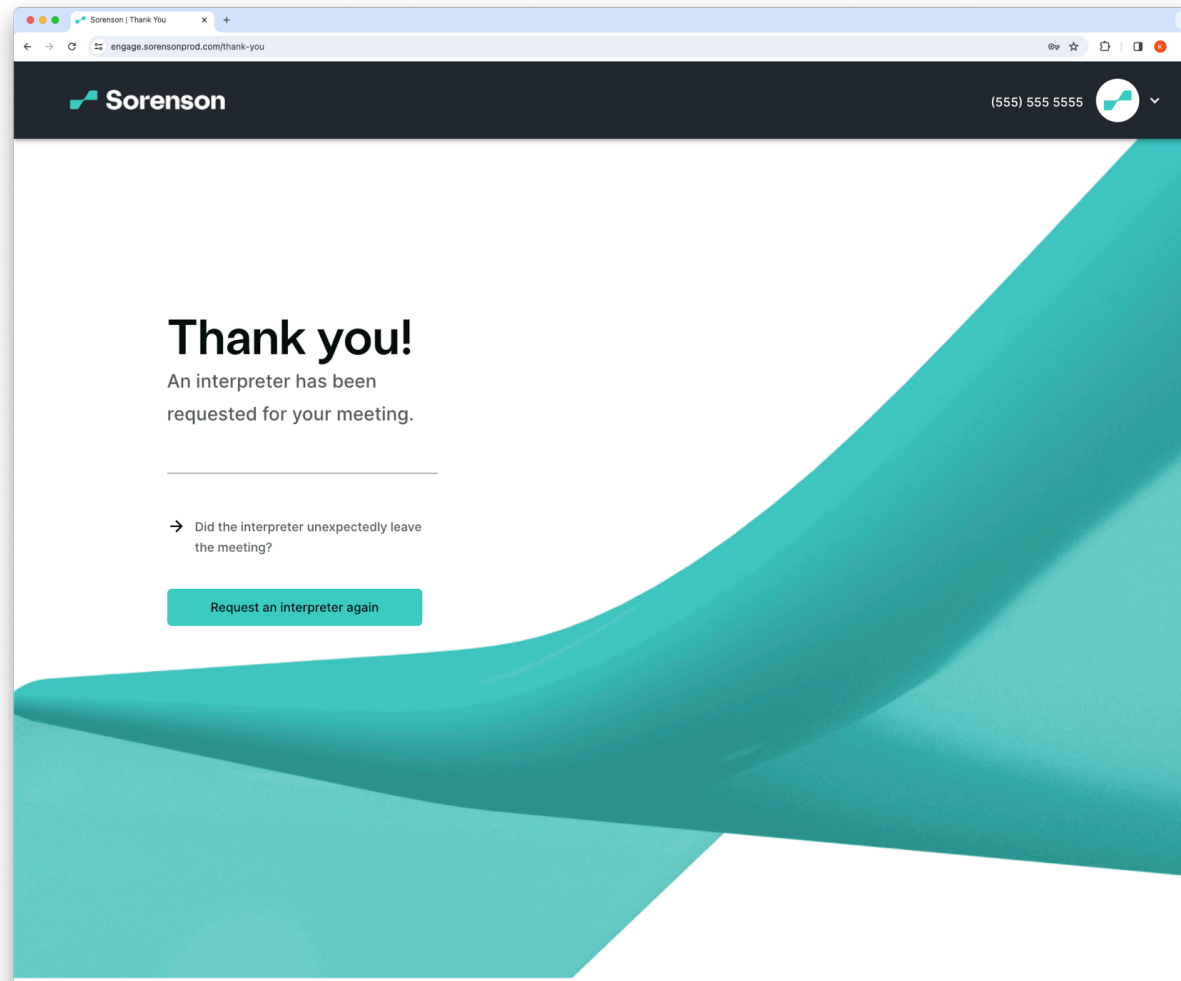 Sorenson | Thank You
engage.sorensonprod.com/thank-you
K
Sorenson
(555) 555 5555
Thank you!
An interpreter has been
requested for your meeting.
Did the interpreter unexpectedly leave
the meeting?
Request an interpreter again